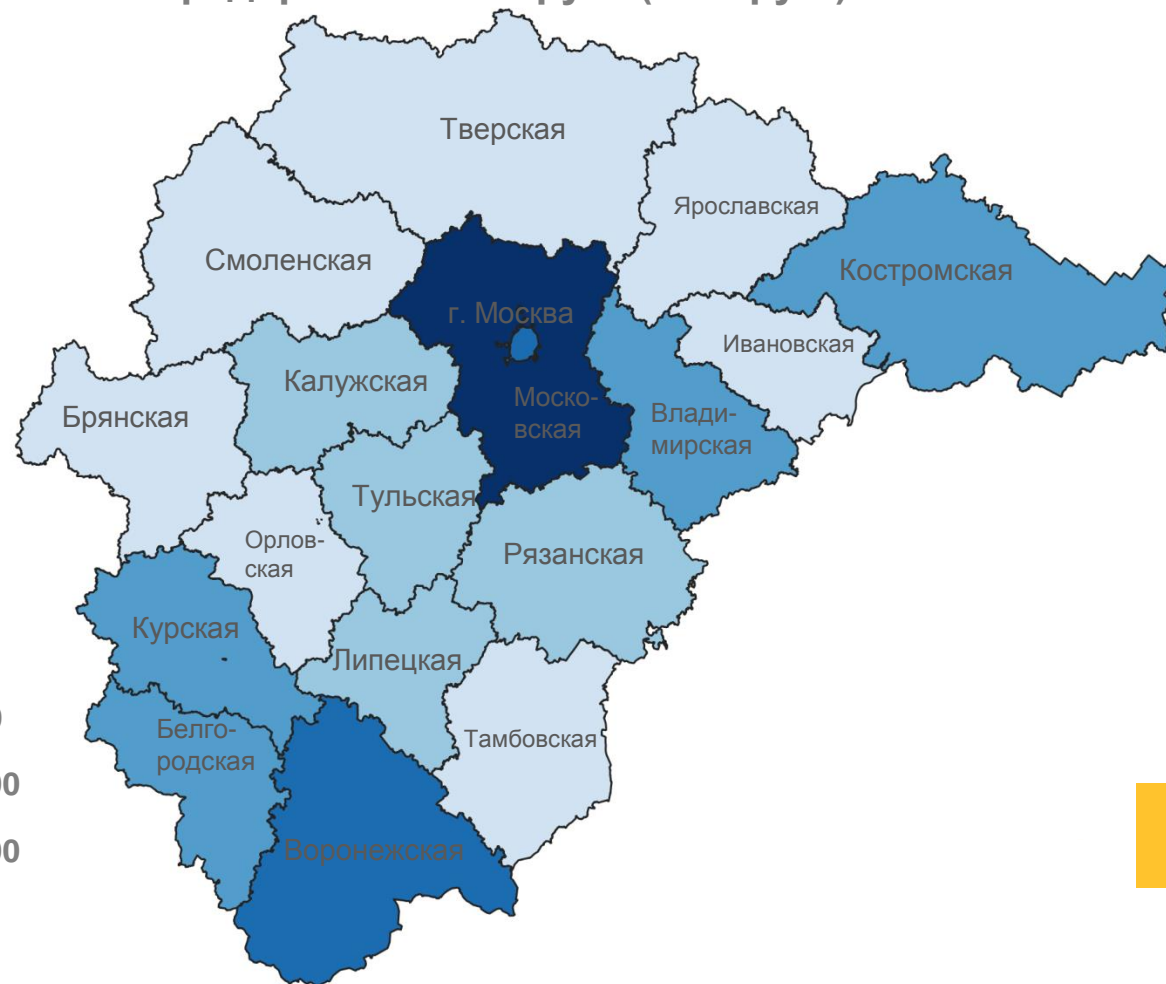 Тверская
Ярославская
Смоленская
Костромская
г. Москва
Ивановская
Калужская
Моско-
вская
Влади-
мирская
Брянская
Тульская
Орлов-
ская
Рязанская
Курская
Липецкая
Белго-
родская
Тамбовская
Воронежская